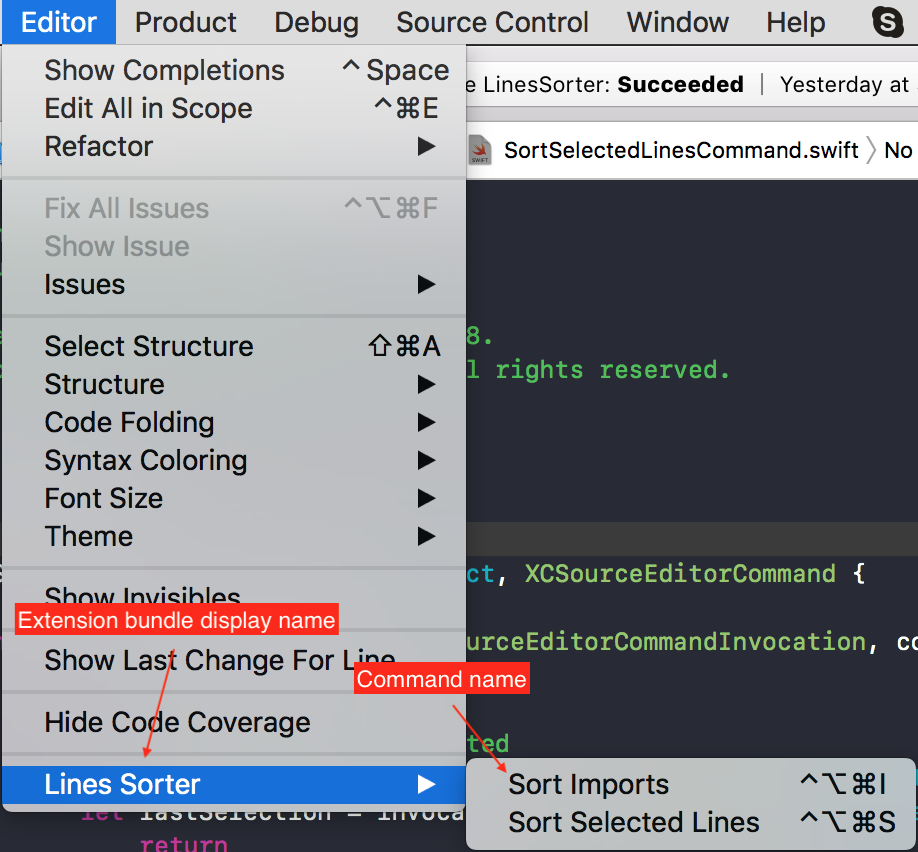 Editor Product Debug Source Control Window Help
Show Completions ^ Space
Edit All in Scope ^⌘E
Refactor ▶
LinesSorter: Succeeded | Yesterday at
SWIFT
SortSelectedLinesCommand.swift 〉 No
Fix All Issues ^⌥⌘F
Show Issue
Issues ▶
8.
rights reserved.
Select Structure ⇧⌘A
Structure ▶
Code Folding ▶
Syntax Coloring ▶
Font Size ▶
Theme ▶
ct, XCSourceEditorCommand {
Show Invisibles
Extension bundle display name
urceEditorCommandInvocation, co
Show Last Change For Line
Command name
Hide Code Coverage
ted
Lines Sorter ▶
Sort Imports ^⌥⌘I
Sort Selected Lines ^⌥⌘S
let lastSelection = invoca
return